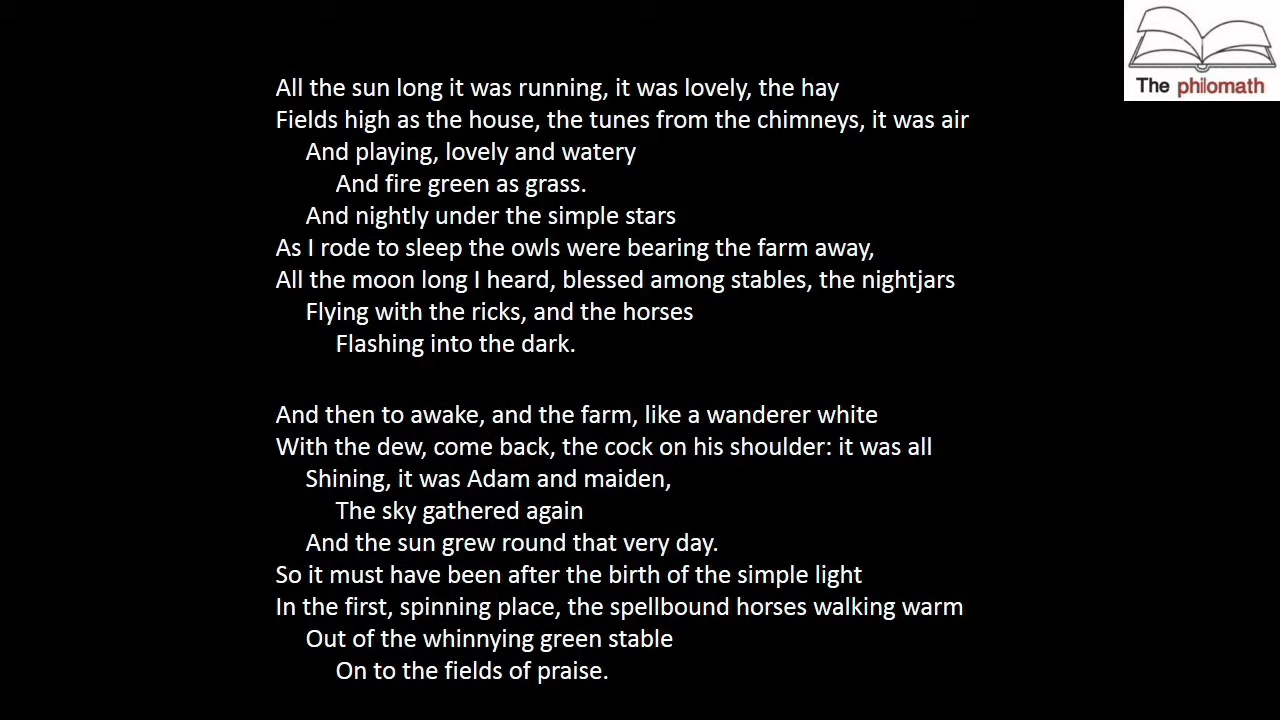 The philomath
All the sun long it was running, it was lovely, the hay
Fields high as the house, the tunes from the chimneys, it was air
And playing, lovely and watery
And fire green as grass.
And nightly under the simple stars
As I rode to sleep the owls were bearing the farm away,
All the moon long I heard, blessed among stables, the nightjars
Flying with the ricks, and the horses
Flashing into the dark.

And then to awake, and the farm, like a wanderer white
With the dew, come back, the cock on his shoulder: it was all
Shining, it was Adam and maiden,
The sky gathered again
And the sun grew round that very day.
So it must have been after the birth of the simple light
In the first, spinning place, the spellbound horses walking warm
Out of the whinnying green stable
On to the fields of praise.